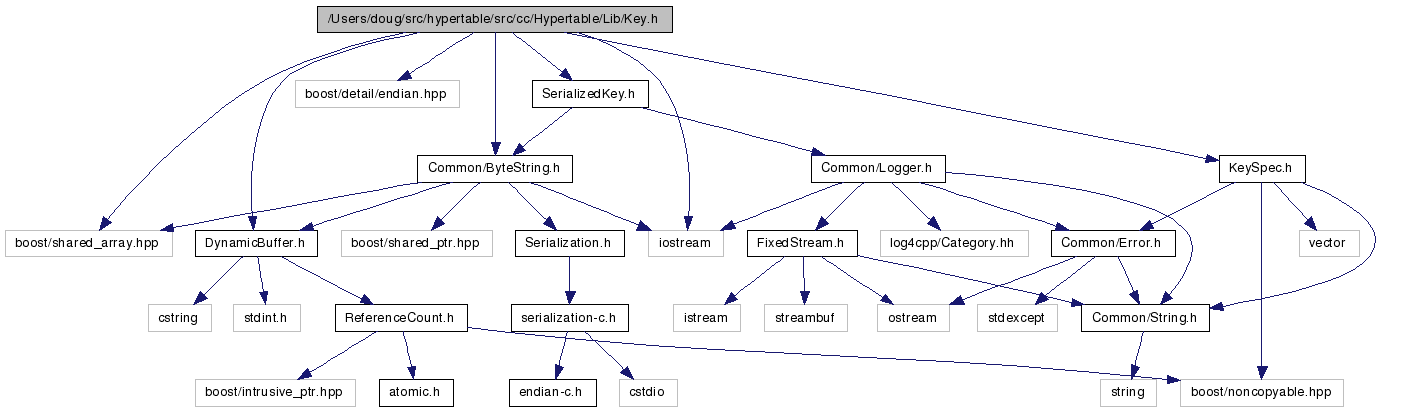 /Users/doug/src/hypertable/src/cc/Hypertable/Lib/Key.h
boost/detail/endian.hpp
SerializedKey.h
Common/ByteString.h
Common/Logger.h
KeySpec.h
boost/shared_array.hpp
DynamicBuffer.h
boost/shared_ptr.hpp
Serialization.h
iostream
FixedStream.h
log4cpp/Category.hh
Common/Error.h
vector
cstring
stdint.h
ReferenceCount.h
serialization-c.h
istream
streambuf
ostream
stdexcept
Common/String.h
boost/intrusive_ptr.hpp
atomic.h
endian-c.h
cstdio
string
boost/noncopyable.hpp